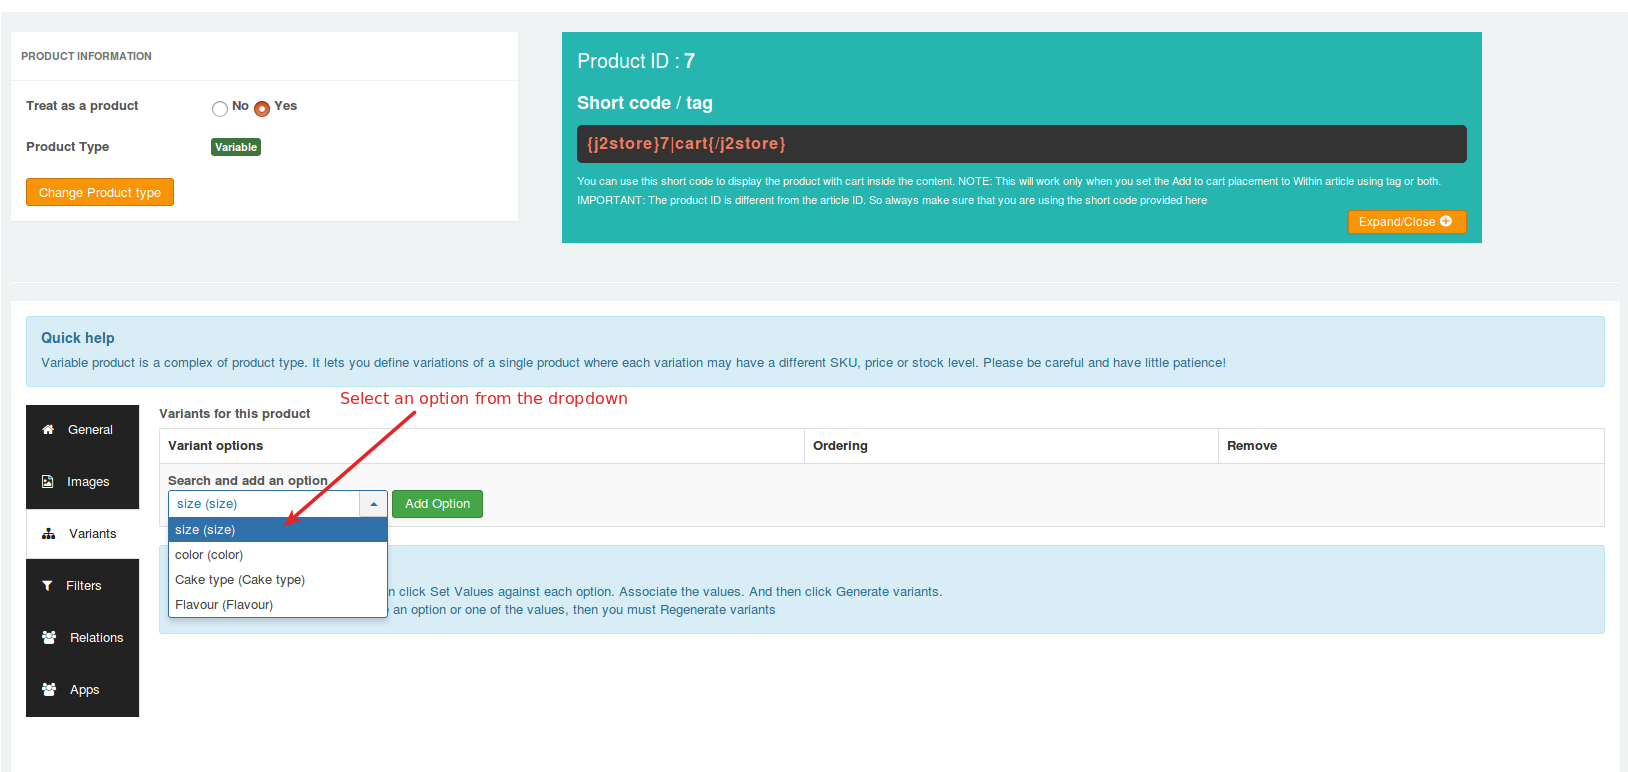 PRODUCT INFORMATION
Treat as a product
No Yes
Product Type
Variable
Change Product type
Product ID : 7
Short code / tag
{j2store}7|cart{/j2store}
You can use this short code to display the product with cart inside the content. NOTE: This will work only when you set the Add to cart placement to Within article using tag or both.
IMPORTANT: The product ID is different from the article ID. So always make sure that you are using the short code provided here
Expand/Close
Quick help
Variable product is a complex of product type. It lets you define variations of a single product where each variation may have a different SKU, price or stock level. Please be careful and have little patience!
Select an option from the dropdown
General
Images
Variants
Filters
Relations
Apps
Variants for this product
Variant options Ordering Remove
Search and add an option
size (size)
Add Option
size (size)
color (color)
Cake type (Cake type)
Flavour (Flavour)
click Set Values against each option. Associate the values. And then click Generate variants.
an option or one of the values, then you must Regenerate variants